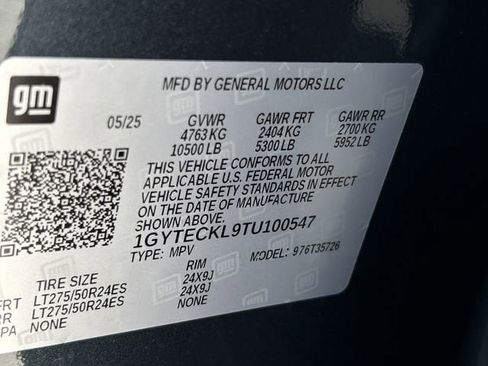 gm
MFD BY GENERAL MOTORS LLC
05/25 GVWR GAWR FRT GAWR RR
4763 KG 2404 KG 2700 KG
10500 LB 5300 LB 5952 LB
THIS VEHICLE CONFORMS TO ALL
APPLICABLE U.S. FEDERAL MOTOR
VEHICLE SAFETY STANDARDS IN EFFECT
ON THE DATE OF MANUFACTURE
SHOWN ABOVE.
1GYTECKL9TU100547
TYPE: MPV MODEL: 976T35726
TIRE SIZE RIM
FRT LT275/50R24ES 24X9J
RR LT275/50R24ES 24X9J
PA NONE NONE